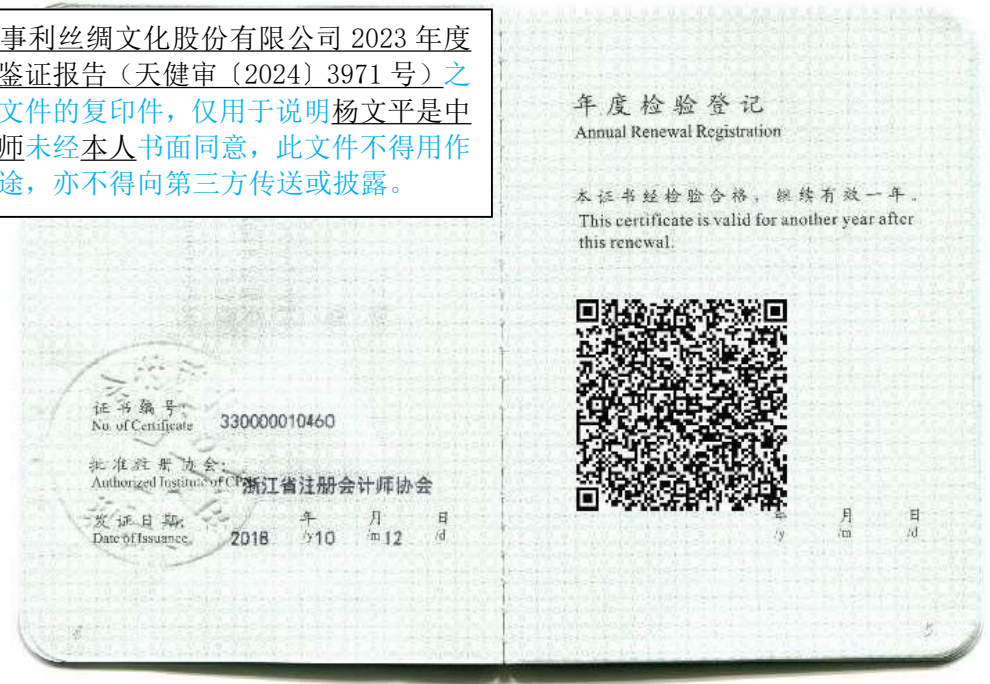 事利丝绸文化股份有限公司 2023 年度
鉴证报告（天健审〔2024〕3971 号）之
文件的复印件，仅用于说明杨文平是中
师未经本人书面同意，此文件不得用作
途，亦不得向第三方传送或披露。
证书编号:
No. of Certificate
330000010460
批准注册协会:
Authorized Institute of CPAs
浙江省注册会计师协会
发证日期:
Date of Issuance
2018 年 /y 10 月 /m 12 日 /d
4
年度检验登记
Annual Renewal Registration
本证书经检验合格，继续有效一年。
This certificate is valid for another year after
this renewal.
年 月 日
/y /m /d
5